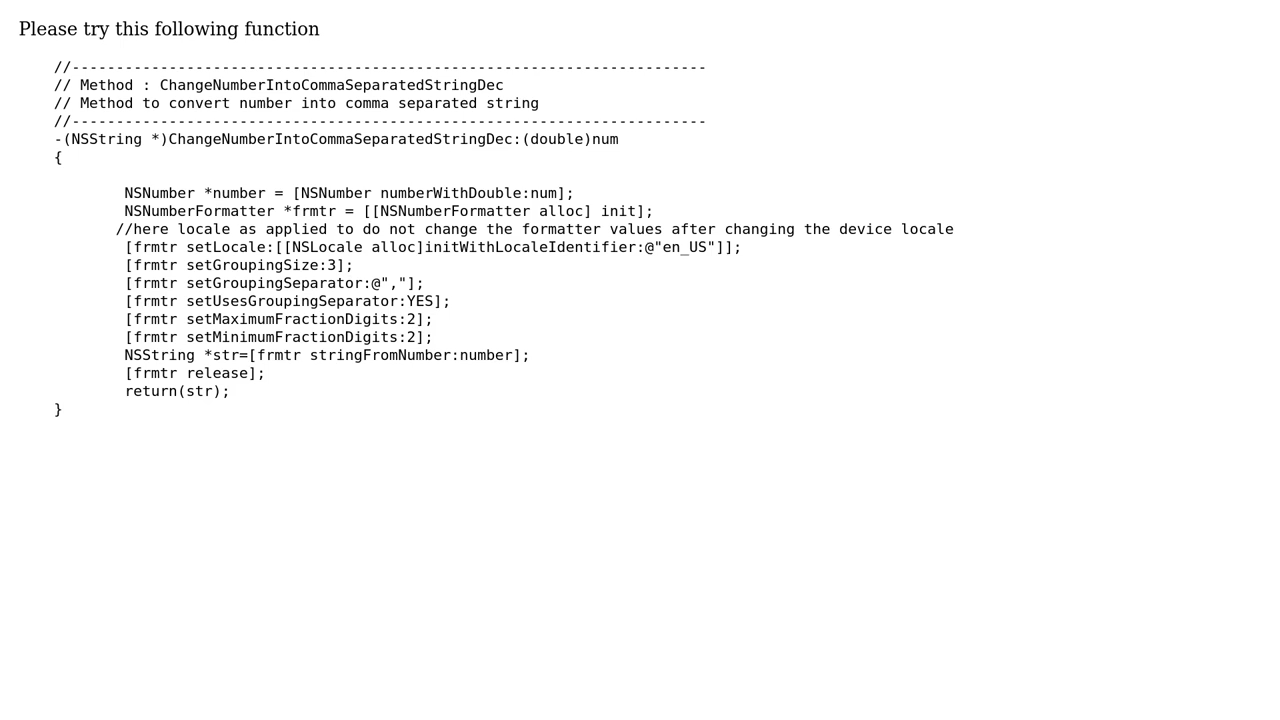 Please try this following function
//------------------------------------------------------------------------
// Method : ChangeNumberIntoCommaSeparatedStringDec
// Method to convert number into comma separated string
//------------------------------------------------------------------------
-(NSString *)ChangeNumberIntoCommaSeparatedStringDec:(double)num
{
        NSNumber *number = [NSNumber numberWithDouble:num];
        NSNumberFormatter *frmtr = [[NSNumberFormatter alloc] init];
       //here locale as applied to do not change the formatter values after changing the device locale
        [frmtr setLocale:[[NSLocale alloc]initWithLocaleIdentifier:@"en_US"]];
        [frmtr setGroupingSize:3];
        [frmtr setGroupingSeparator:@","];
        [frmtr setUsesGroupingSeparator:YES];
        [frmtr setMaximumFractionDigits:2];
        [frmtr setMinimumFractionDigits:2];
        NSString *str=[frmtr stringFromNumber:number];
        [frmtr release];
        return(str);
}